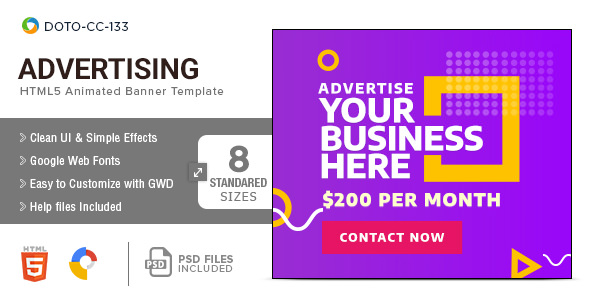 DOTO-CC-133
ADVERTISING
HTML5 Animated Banner Template
Clean UI & Simple Effects
Google Web Fonts
Easy to Customize with GWD
Help files Included
8
STANDARED
SIZES
HTML
5
PSD
PSD FILES
INCLUDED
ADVERTISE
YOUR
BUSINESS
HERE
$200 PER MONTH
CONTACT NOW